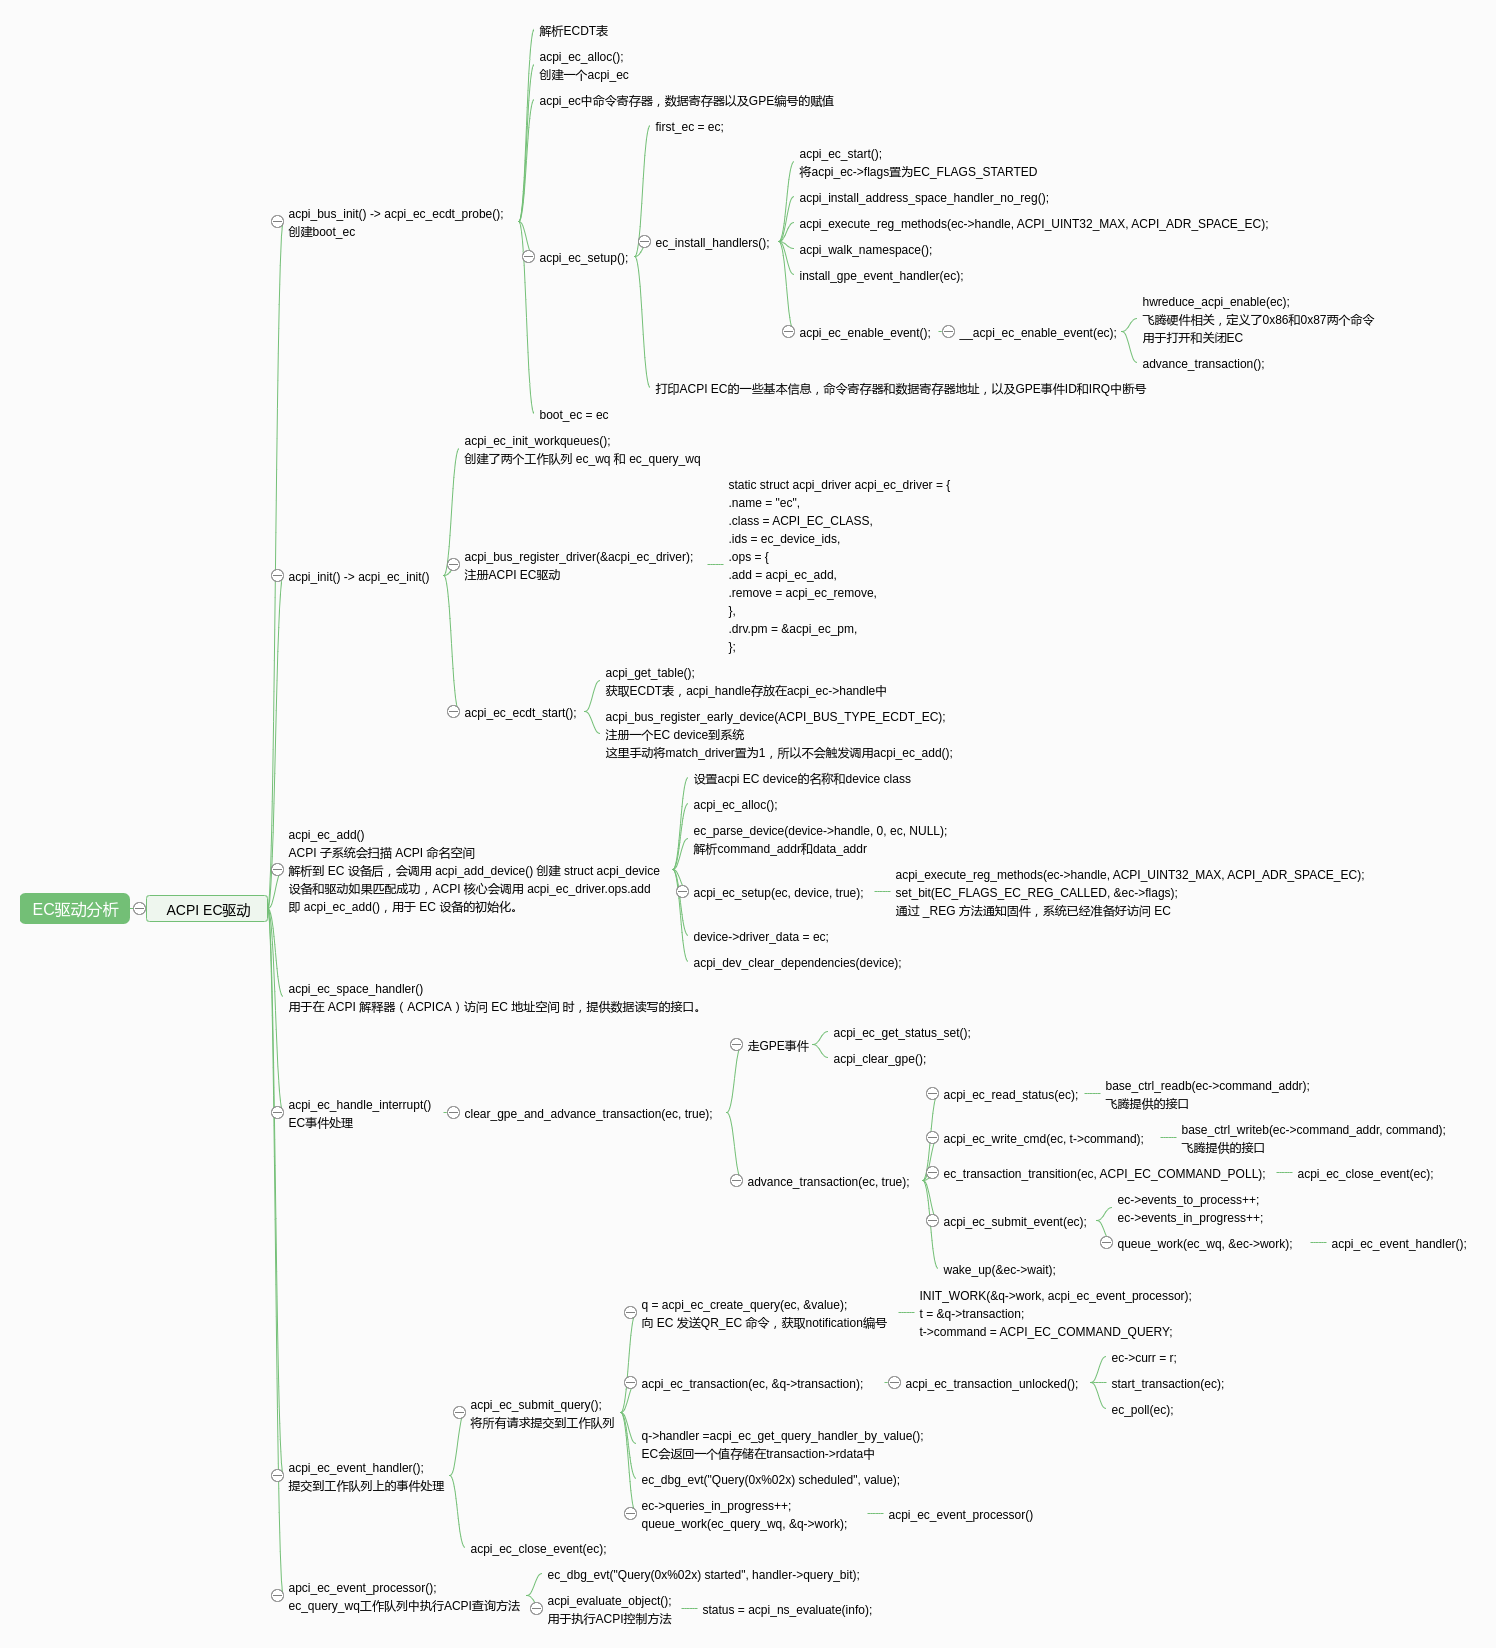 EC驱动分析
ACPI EC驱动
acpi_bus_init() -> acpi_ec_ecdt_probe();
创建boot_ec
解析ECDT表
acpi_ec_alloc();
创建一个acpi_ec
acpi_ec中命令寄存器，数据寄存器以及GPE编号的赋值
acpi_ec_setup();
first_ec = ec;
ec_install_handlers();
acpi_ec_start();
将acpi_ec->flags置为EC_FLAGS_STARTED
acpi_install_address_space_handler_no_reg();
acpi_execute_reg_methods(ec->handle, ACPI_UINT32_MAX, ACPI_ADR_SPACE_EC);
acpi_walk_namespace();
install_gpe_event_handler(ec);
acpi_ec_enable_event();
__acpi_ec_enable_event(ec);
hwreduce_acpi_enable(ec);
飞腾硬件相关，定义了0x86和0x87两个命令
用于打开和关闭EC
advance_transaction();
打印ACPI EC的一些基本信息，命令寄存器和数据寄存器地址，以及GPE事件ID和IRQ中断号
boot_ec = ec
acpi_init() -> acpi_ec_init()
acpi_ec_init_workqueues();
创建了两个工作队列 ec_wq 和 ec_query_wq
acpi_bus_register_driver(&acpi_ec_driver);
注册ACPI EC驱动
static struct acpi_driver acpi_ec_driver = {
.name = "ec",
.class = ACPI_EC_CLASS,
.ids = ec_device_ids,
.ops = {
.add = acpi_ec_add,
.remove = acpi_ec_remove,
},
.drv.pm = &acpi_ec_pm,
};
acpi_ec_ecdt_start();
acpi_get_table();
获取ECDT表，acpi_handle存放在acpi_ec->handle中
acpi_bus_register_early_device(ACPI_BUS_TYPE_ECDT_EC);
注册一个EC device到系统
这里手动将match_driver置为1，所以不会触发调用acpi_ec_add();
acpi_ec_add()
ACPI 子系统会扫描 ACPI 命名空间
解析到 EC 设备后，会调用 acpi_add_device() 创建 struct acpi_device
设备和驱动如果匹配成功，ACPI 核心会调用 acpi_ec_driver.ops.add
即 acpi_ec_add()，用于 EC 设备的初始化。
设置acpi EC device的名称和device class
acpi_ec_alloc();
ec_parse_device(device->handle, 0, ec, NULL);
解析command_addr和data_addr
acpi_ec_setup(ec, device, true);
acpi_execute_reg_methods(ec->handle, ACPI_UINT32_MAX, ACPI_ADR_SPACE_EC);
set_bit(EC_FLAGS_EC_REG_CALLED, &ec->flags);
通过 _REG 方法通知固件，系统已经准备好访问 EC
device->driver_data = ec;
acpi_dev_clear_dependencies(device);
acpi_ec_space_handler()
用于在 ACPI 解释器（ACPICA）访问 EC 地址空间 时，提供数据读写的接口。
acpi_ec_handle_interrupt()
EC事件处理
clear_gpe_and_advance_transaction(ec, true);
走GPE事件
acpi_ec_get_status_set();
acpi_clear_gpe();
advance_transaction(ec, true);
acpi_ec_read_status(ec);
base_ctrl_readb(ec->command_addr);
飞腾提供的接口
acpi_ec_write_cmd(ec, t->command);
base_ctrl_writeb(ec->command_addr, command);
飞腾提供的接口
ec_transaction_transition(ec, ACPI_EC_COMMAND_POLL);
acpi_ec_close_event(ec);
acpi_ec_submit_event(ec);
ec->events_to_process++;
ec->events_in_progress++;
queue_work(ec_wq, &ec->work);
acpi_ec_event_handler();
wake_up(&ec->wait);
acpi_ec_event_handler();
提交到工作队列上的事件处理
acpi_ec_submit_query();
将所有请求提交到工作队列
q = acpi_ec_create_query(ec, &value);
向 EC 发送QR_EC 命令，获取notification编号
INIT_WORK(&q->work, acpi_ec_event_processor);
t = &q->transaction;
t->command = ACPI_EC_COMMAND_QUERY;
acpi_ec_transaction(ec, &q->transaction);
acpi_ec_transaction_unlocked();
ec->curr = r;
start_transaction(ec);
ec_poll(ec);
q->handler =acpi_ec_get_query_handler_by_value();
EC会返回一个值存储在transaction->rdata中
ec_dbg_evt("Query(0x%02x) scheduled", value);
ec->queries_in_progress++;
queue_work(ec_query_wq, &q->work);
acpi_ec_event_processor()
acpi_ec_close_event(ec);
apci_ec_event_processor();
ec_query_wq工作队列中执行ACPI查询方法
ec_dbg_evt("Query(0x%02x) started", handler->query_bit);
acpi_evaluate_object();
用于执行ACPI控制方法
status = acpi_ns_evaluate(info);